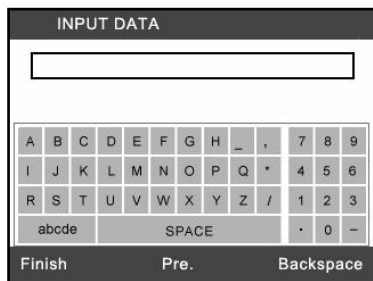 INPUT DATA
A B C D E F G H _ , 7 8 9
I J K L M N O P Q * 4 5 6
R S T U V W X Y Z / 1 2 3
abcde SPACE · 0 –
Finish Pre. Backspace